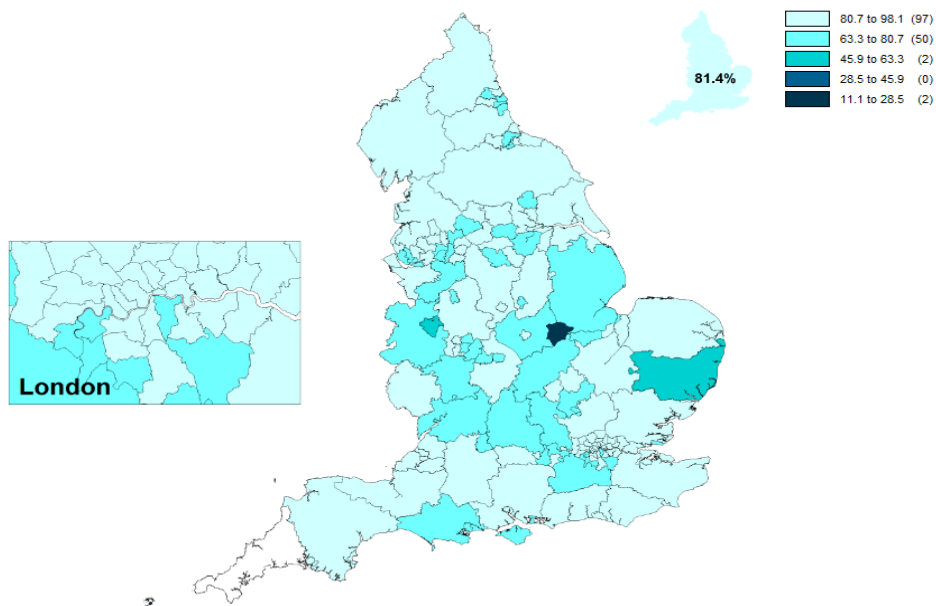 80.7 to 98.1 (97)
63.3 to 80.7 (50)
45.9 to 63.3 (2)
28.5 to 45.9 (0)
11.1 to 28.5 (2)
81.4%
London